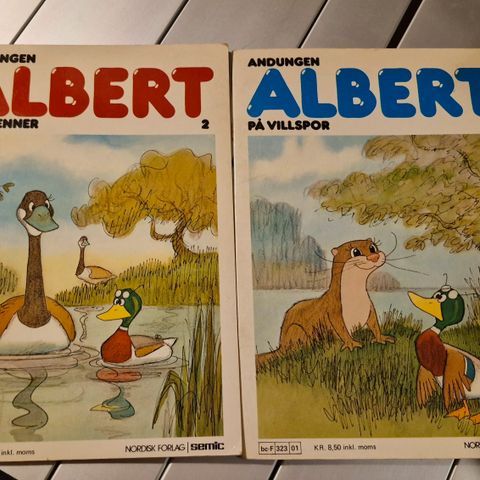 NGEN
ALBERT
ENNER 2
inkl. moms
NORDISK FORLAG semic
ANDUNGEN
ALBERT
PÅ VILLSPOR
bc-F 323 01
KR. 8,50 inkl. moms
NOR